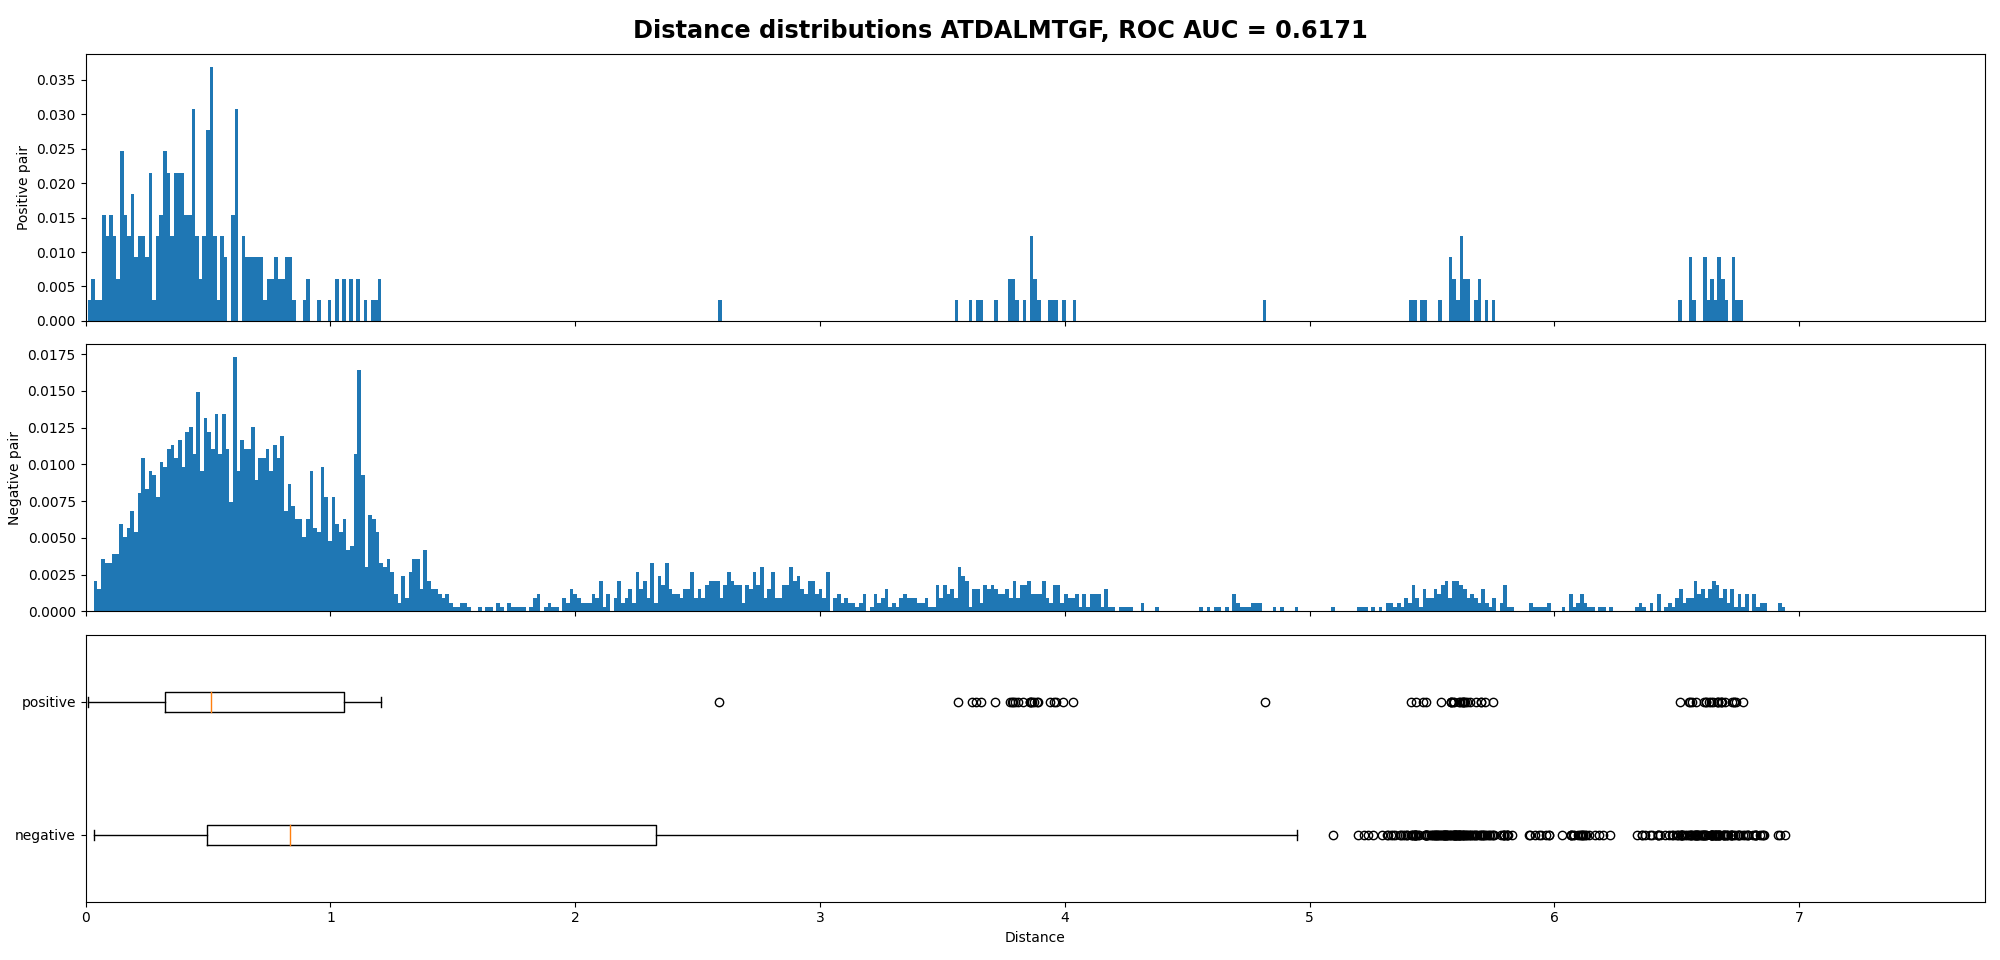 Distance distributions ATDALMTGF, ROC AUC = 0.6171
Positive pair
0.035
0.030
0.025
0.020
0.015
0.010
0.005
0.000
Negative pair
0.0175
0.0150
0.0125
0.0100
0.0075
0.0050
0.0025
0.0000
positive
negative
0 1 2 3 4 5 6 7
Distance